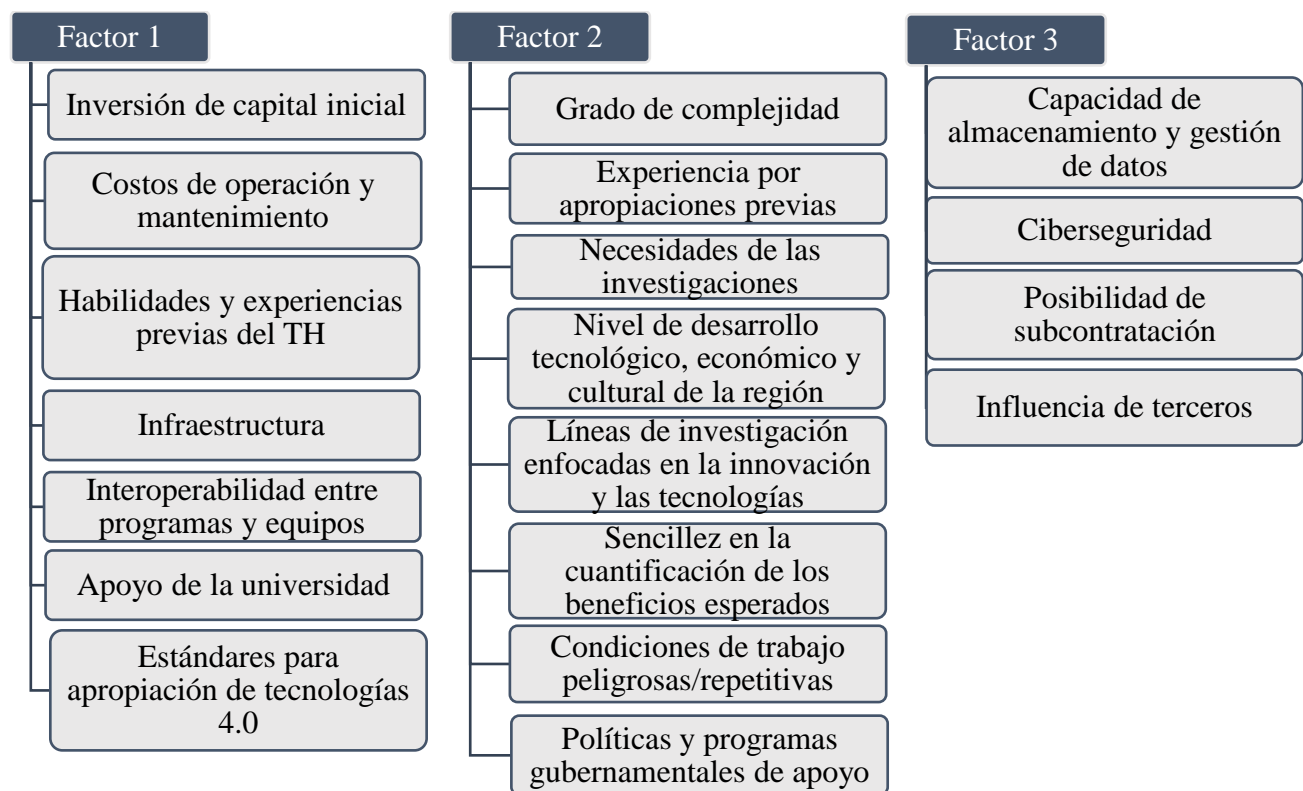 Factor 1
Inversión de capital inicial
Costos de operación y
mantenimiento
Habilidades y experiencias
previas del TH
Infraestructura
Interoperabilidad entre
programas y equipos
Apoyo de la universidad
Estándares para
apropiación de tecnologías
4.0
Factor 2
Grado de complejidad
Experiencia por
apropiaciones previas
Necesidades de las
investigaciones
Nivel de desarrollo
tecnológico, económico y
cultural de la región
Líneas de investigación
enfocadas en la innovación
y las tecnologías
Sencillez en la
cuantificación de los
beneficios esperados
Condiciones de trabajo
peligrosas/repetitivas
Políticas y programas
gubernamentales de apoyo
Factor 3
Capacidad de
almacenamiento y gestión
de datos
Ciberseguridad
Posibilidad de
subcontratación
Influencia de terceros